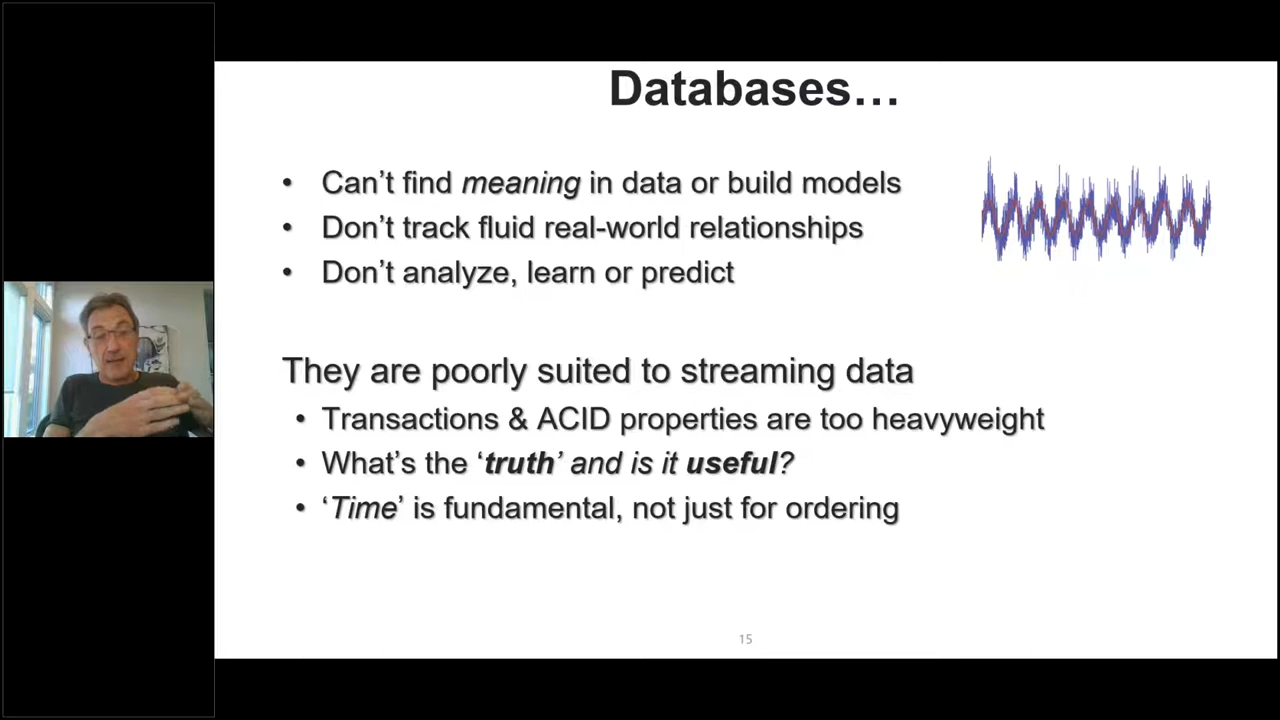 Databases…
• Can’t find meaning in data or build models
• Don’t track fluid real-world relationships
• Don’t analyze, learn or predict
They are poorly suited to streaming data
• Transactions & ACID properties are too heavyweight
• What’s the ‘truth’ and is it useful?
• ‘Time’ is fundamental, not just for ordering
15